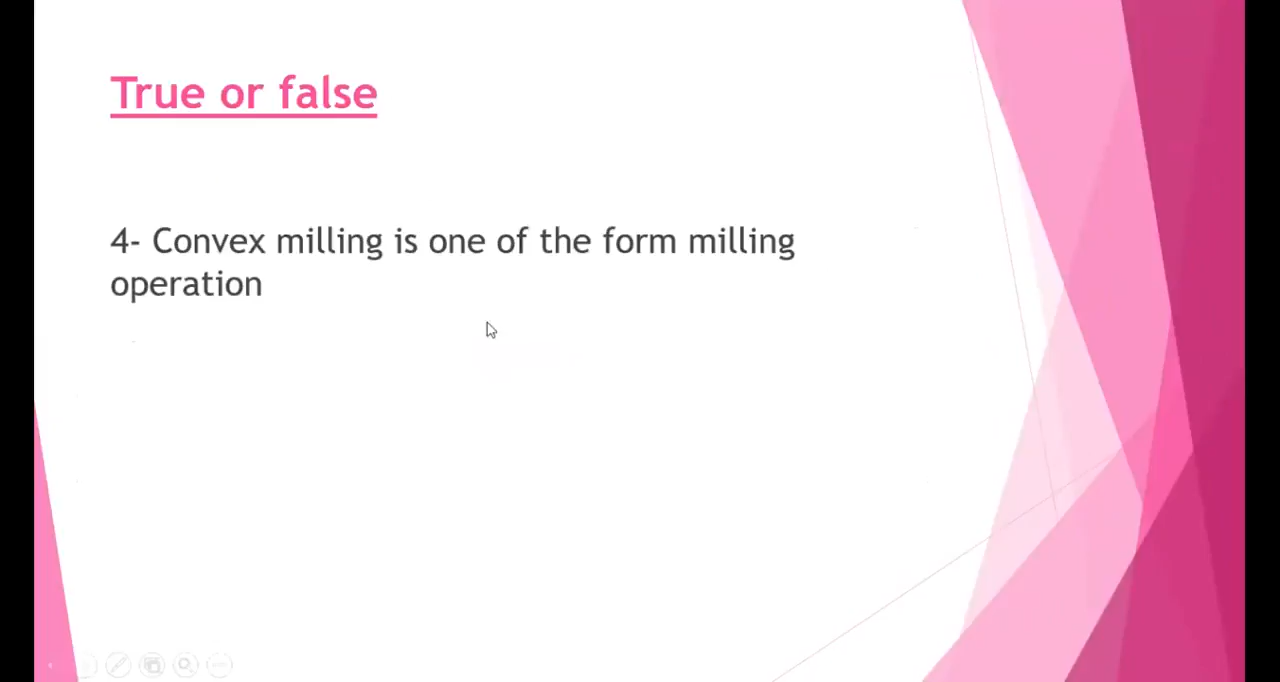 True or false
4- Convex milling is one of the form milling
operation